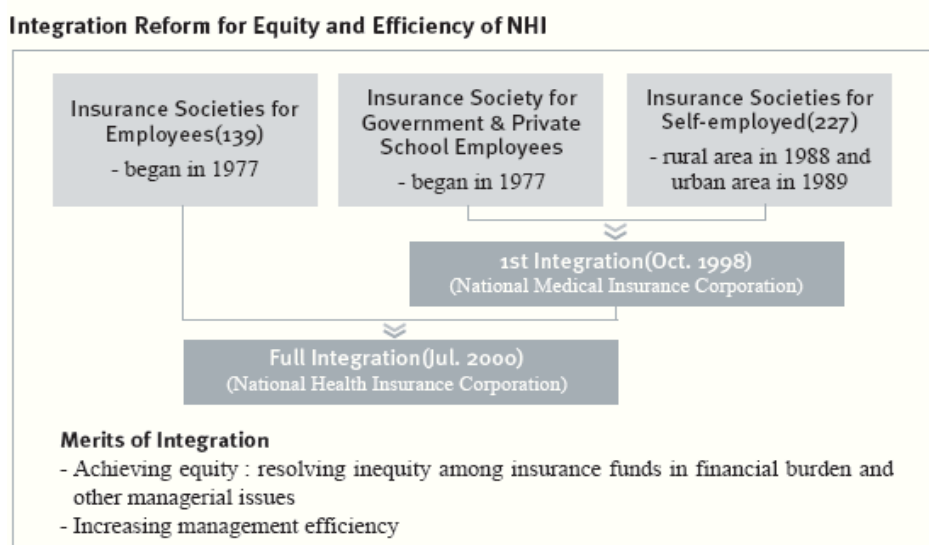 Integration Reform for Equity and Efficiency of NHI
Insurance Societies for
Employees(139)
- began in 1977
Insurance Society for
Government & Private
School Employees
- began in 1977
Insurance Societies for
Self-employed(227)
- rural area in 1988 and
urban area in 1989
1st Integration(Oct. 1998)
(National Medical Insurance Corporation)
Full Integration(Jul. 2000)
(National Health Insurance Corporation)
Merits of Integration
- Achieving equity : resolving inequity among insurance funds in financial burden and
other managerial issues
- Increasing management efficiency